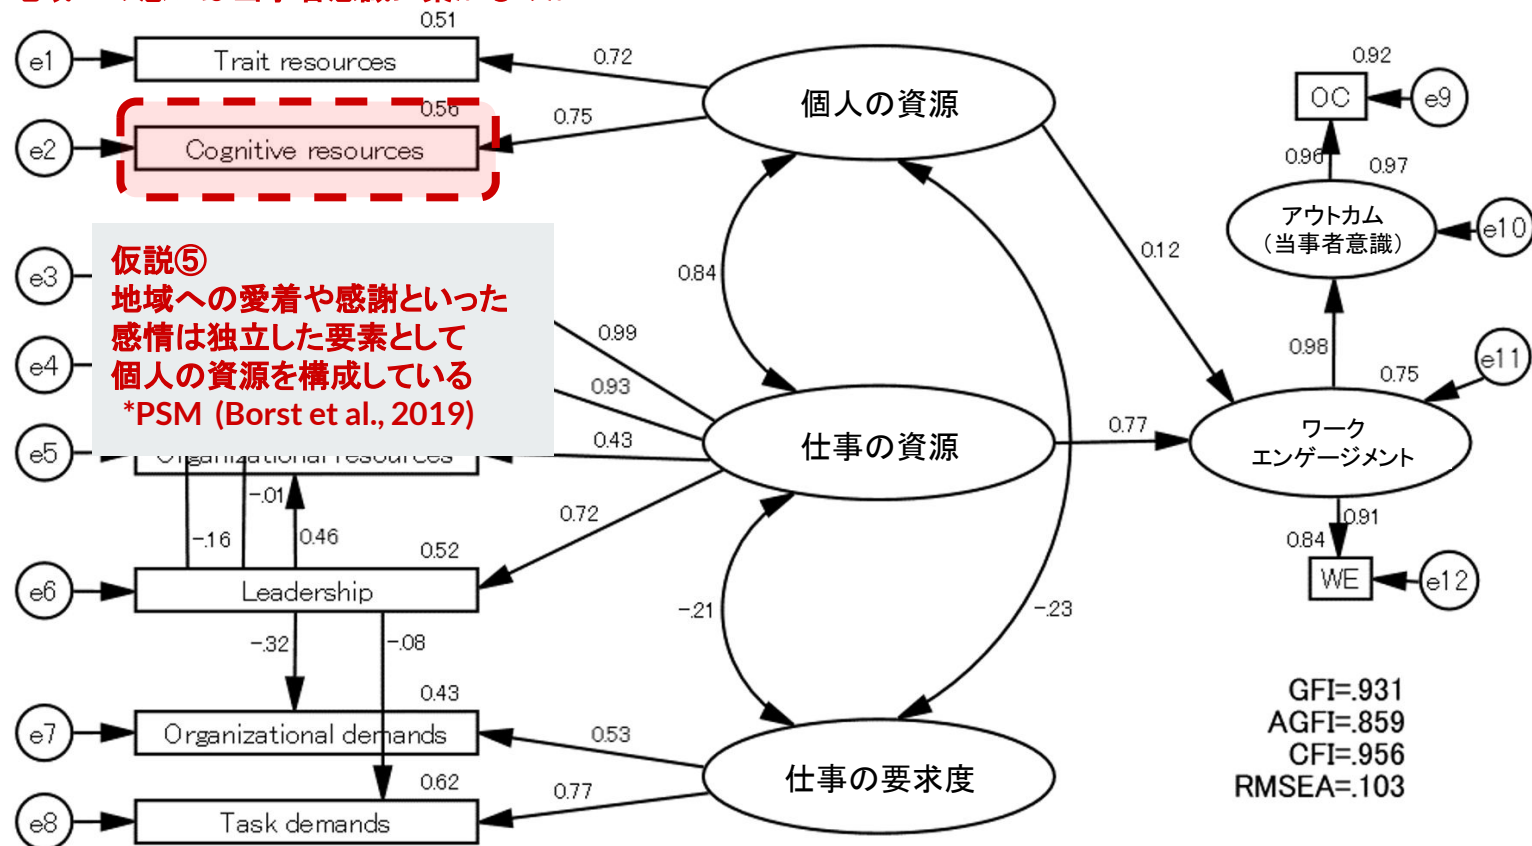 0.51
e1
Trait resources
0.72
個人の資源
0.92
OC
e9
0.56
e2
Cognitive resources
0.75
0.96
0.97
アウトカム
（当事者意識）
e10
仮説⑤
地域への愛着や感謝といった
感情は独立した要素として
個人の資源を構成している
*PSM (Borst et al., 2019)
e3
0.84
0.12
0.99
0.98
e11
e4
0.93
0.75
e5
Organizational resources
0.43
仕事の資源
0.77
ワーク
エンゲージメント
-.01
-.16
0.46
0.72
0.91
0.84
0.52
e6
Leadership
WE
e12
-.21
-.23
-.32
-.08
0.43
e7
Organizational demands
0.53
仕事の要求度
0.62
e8
Task demands
0.77
GFI=.931
AGFI=.859
CFI=.956
RMSEA=.103